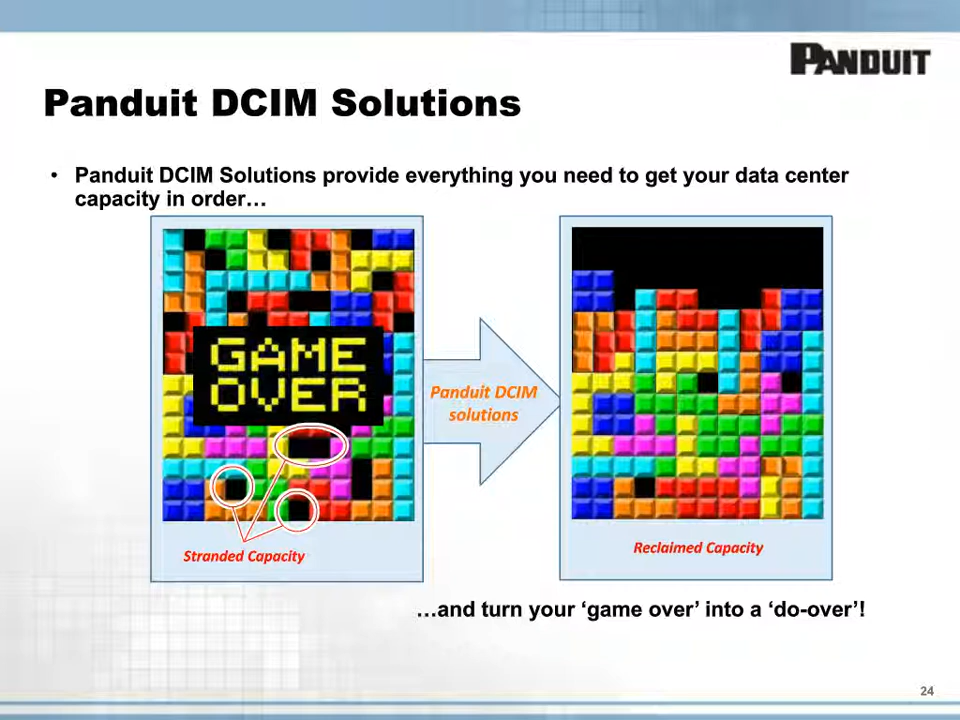 PANDUIT
Panduit DCIM Solutions
• Panduit DCIM Solutions provide everything you need to get your data center
capacity in order…
GAME
OVER
Panduit DCIM
solutions
Stranded Capacity
Reclaimed Capacity
…and turn your ‘game over’ into a ‘do-over’!
24